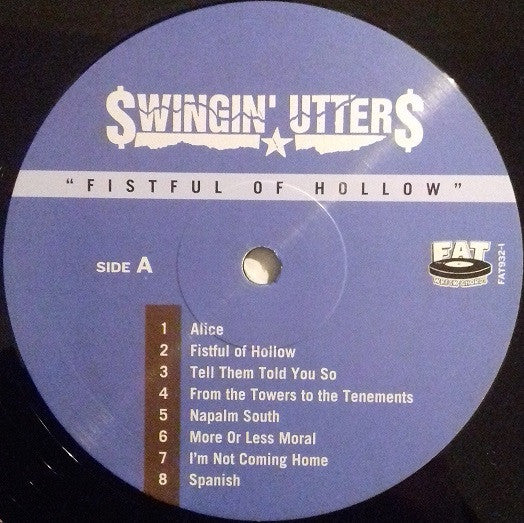 $WINGIN' UTTER$
"FISTFUL OF HOLLOW"
SIDE A
FAT
WRECK CHORDS
FAT932-1
1 Alice
2 Fistful of Hollow
3 Tell Them Told You So
4 From the Towers to the Tenements
5 Napalm South
6 More Or Less Moral
7 I'm Not Coming Home
8 Spanish